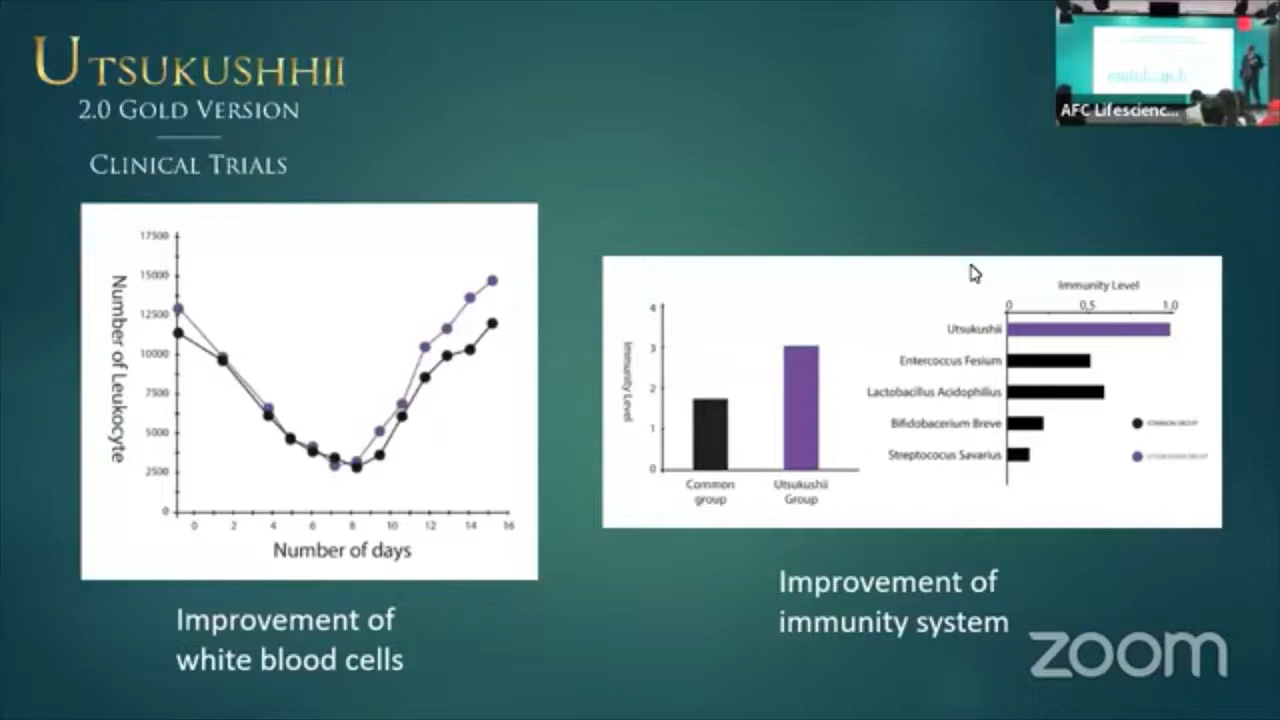 UTSUKUSHHII
2.0 GOLD VERSION
CLINICAL TRIALS
AFC Lifescienc...
17500
15000
12500
10000
7500
5000
2500
0
Number of Leukocyte
0 2 4 6 8 10 12 14 16
Number of days
Improvement of
white blood cells
4
3
2
1
0
Immunity Level
Common
group
Utsukushii
Group
Immunity Level
0 0,5 1,0
Utsukushii
Entercoccus Fesium
Lactobacillus Acidophilius
Bifidobacerium Breve
Streptococus Savarius
COMMON GROUP
Improvement of
immunity system
zoom